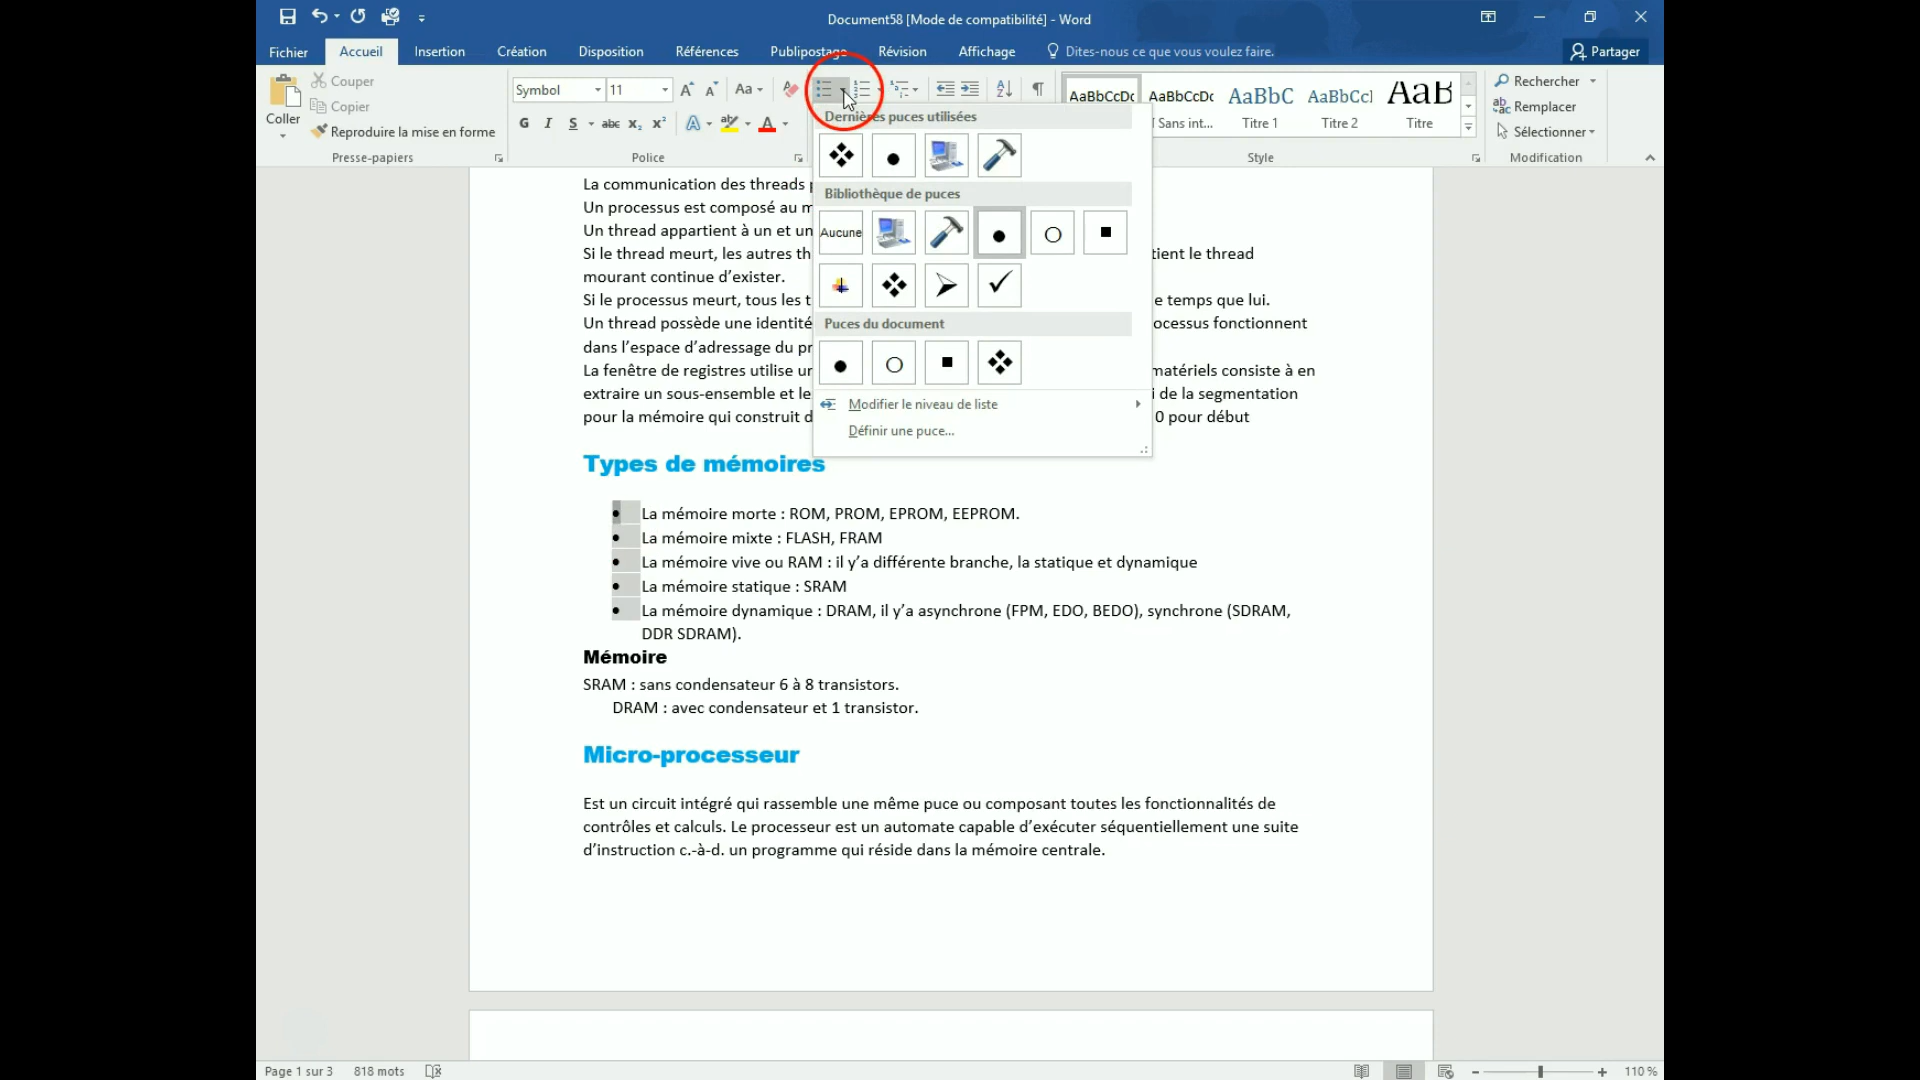 Document58 [Mode de compatibilité] - Word
Fichier Accueil Insertion Création Disposition Références Publipostage Révision Affichage Dites-nous ce que vous voulez faire. Partager
Coller
Couper
Copier
Reproduire la mise en forme
Presse-papiers
Symbol 11 Aa
G I S abc x₂ x² A aby A
Police
AaBbCcDc AaBbCcDc AaBbC AaBbCcI AaB
Sans int... Titre 1 Titre 2 Titre
Style
Rechercher
Remplacer
Sélectionner
Modification
Dernières puces utilisées
Bibliothèque de puces
Aucune
Puces du document
Modifier le niveau de liste
Définir une puce...
La communication des threads
Un processus est composé au m
Un thread appartient à un et un
Si le thread meurt, les autres th tient le thread
mourant continue d’exister.
Si le processus meurt, tous les t e temps que lui.
Un thread possède une identité ocessus fonctionnent
dans l’espace d’adressage du pr
La fenêtre de registres utilise un matériels consiste à en
extraire un sous-ensemble et le i de la segmentation
pour la mémoire qui construit d 0 pour début
Types de mémoires
• La mémoire morte : ROM, PROM, EPROM, EEPROM.
• La mémoire mixte : FLASH, FRAM
• La mémoire vive ou RAM : il y’a différente branche, la statique et dynamique
• La mémoire statique : SRAM
• La mémoire dynamique : DRAM, il y’a asynchrone (FPM, EDO, BEDO), synchrone (SDRAM,
DDR SDRAM).
Mémoire
SRAM : sans condensateur 6 à 8 transistors.
DRAM : avec condensateur et 1 transistor.
Micro-processeur
Est un circuit intégré qui rassemble une même puce ou composant toutes les fonctionnalités de
contrôles et calculs. Le processeur est un automate capable d’exécuter séquentiellement une suite
d’instruction c.-à-d. un programme qui réside dans la mémoire centrale.
Page 1 sur 3 818 mots 110 %